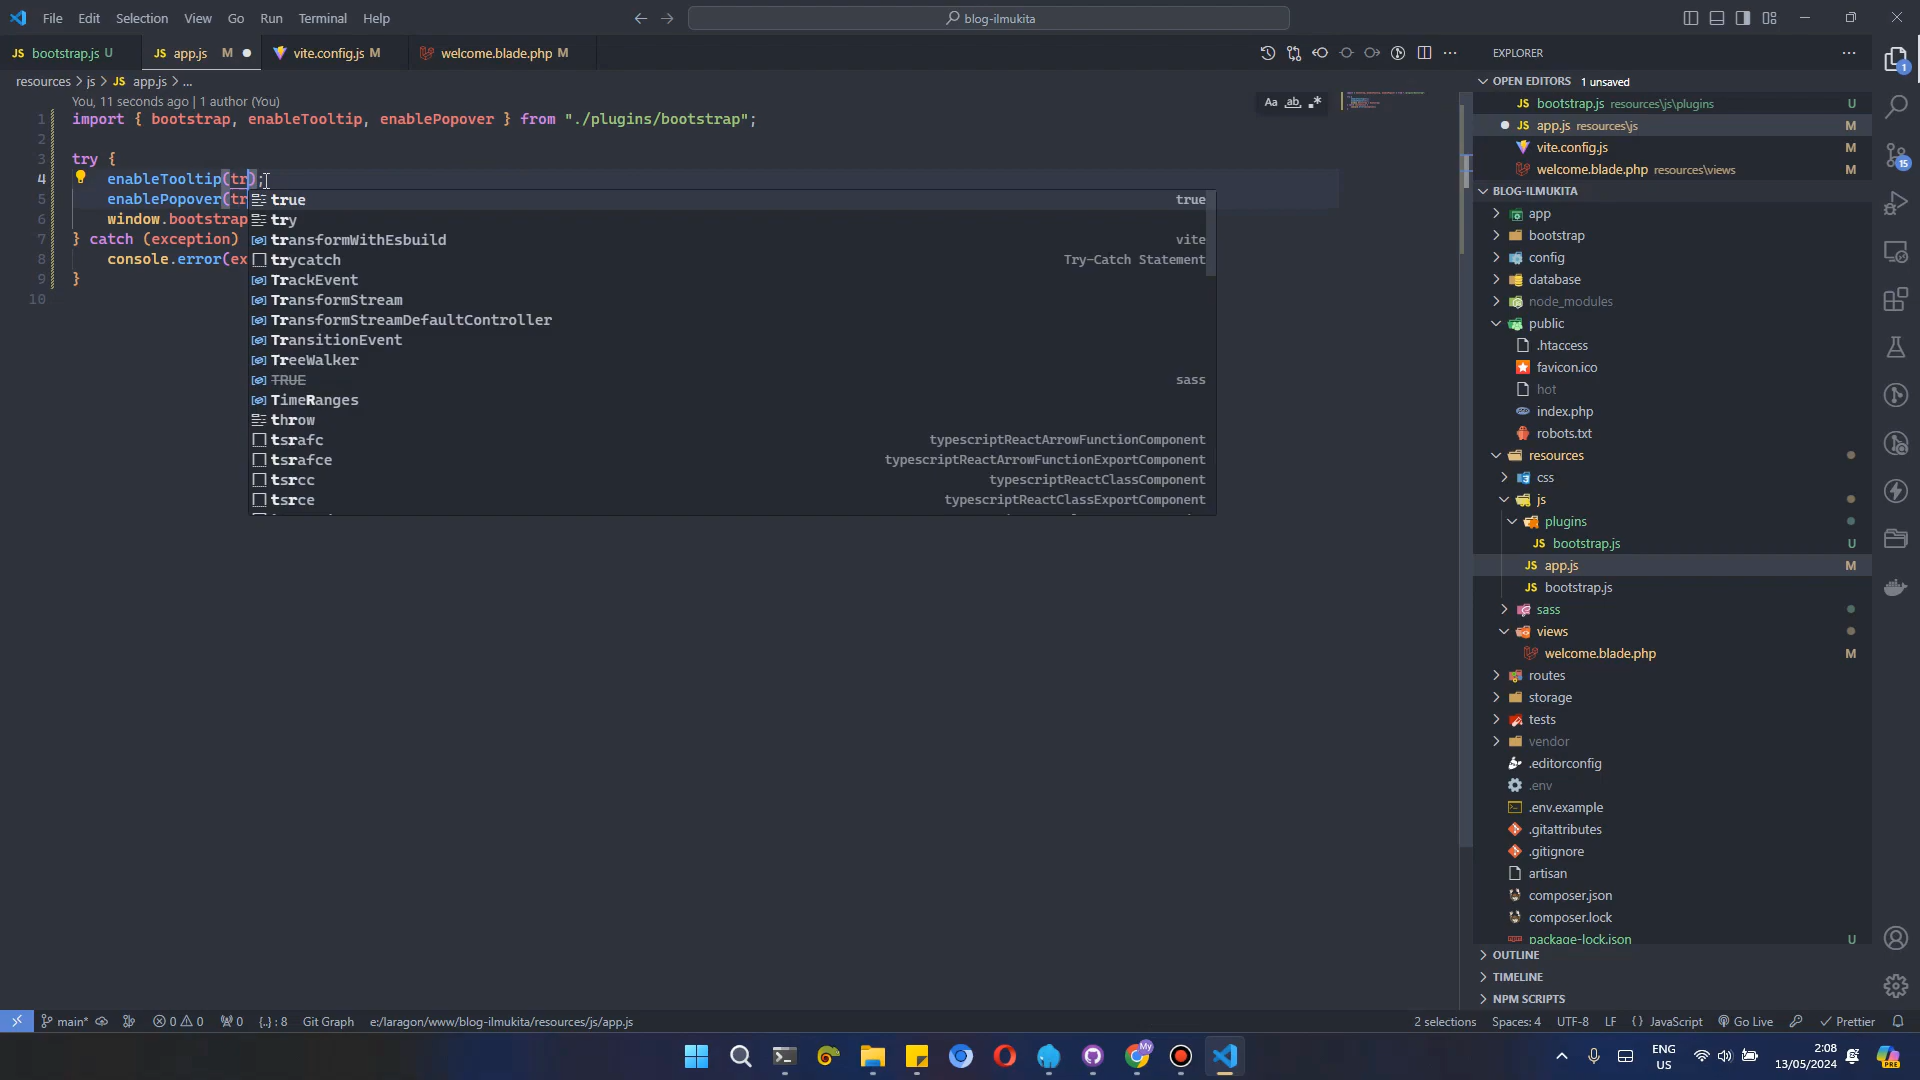 File Edit Selection View Go Run Terminal Help
blog-ilmukita
bootstrap.js U
app.js M
vite.config.js M
welcome.blade.php M
resources > js > JS app.js > ...
You, 11 seconds ago | 1 author (You)
1 import { bootstrap, enableTooltip, enablePopover } from "./plugins/bootstrap";
2
3 try {
4 enableTooltip(tr);
5 enablePopover(tr
6 window.bootstrap
7 } catch (exception)
8 console.error(ex
9 }
10
true true
try
transformWithEsbuild vite
trycatch Try-Catch Statement
TrackEvent
TransformStream
TransformStreamDefaultController
TransitionEvent
TreeWalker
TRUE sass
TimeRanges
throw
tsrafc typescriptReactArrowFunctionComponent
tsrafce typescriptReactArrowFunctionExportComponent
tsrcc typescriptReactClassComponent
tsrce typescriptReactClassExportComponent
Aa ab
EXPLORER
OPEN EDITORS 1 unsaved
JS bootstrap.js resources\js\plugins U
JS app.js resources\js M
vite.config.js M
welcome.blade.php resources\views M
BLOG-ILMUKITA
app
bootstrap
config
database
node_modules
public
.htaccess
favicon.ico
hot
index.php
robots.txt
resources
css
js
plugins
JS bootstrap.js U
JS app.js M
JS bootstrap.js
sass
views
welcome.blade.php M
routes
storage
tests
vendor
.editorconfig
.env
.env.example
.gitattributes
.gitignore
artisan
composer.json
composer.lock
package-lock.json U
OUTLINE
TIMELINE
NPM SCRIPTS
1
15
main* 0 0 0 {..} : 8 Git Graph e:/laragon/www/blog-ilmukita/resources/js/app.js
2 selections Spaces: 4 UTF-8 LF { } JavaScript Go Live Prettier
My
ENG
US
2:08
13/05/2024
PRE